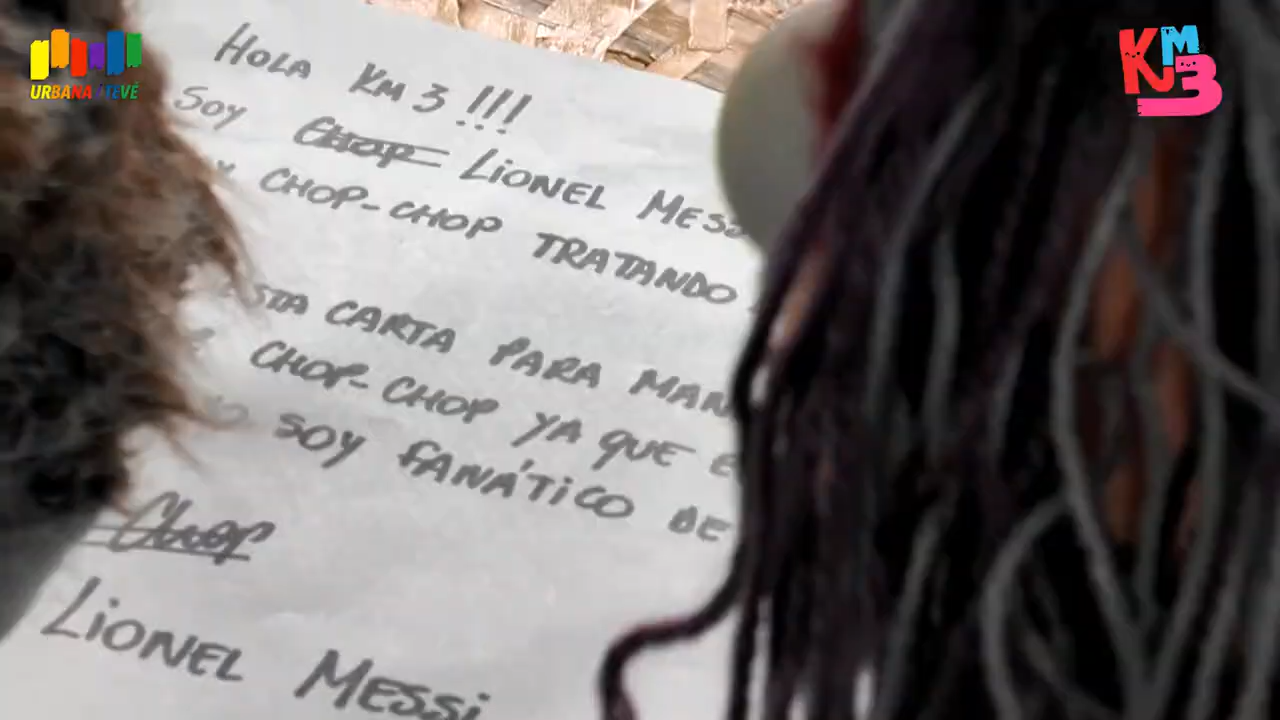 URBANA TEVÉ
KM3
HOLA KM 3 !!!
SOY CHOP LIONEL
CHOP-CHOP TRATANDO
CARTA PARA
CHOP-CHOP YA QUE
SOY FANÁTICO DE
CHOP
LIONEL MESSI